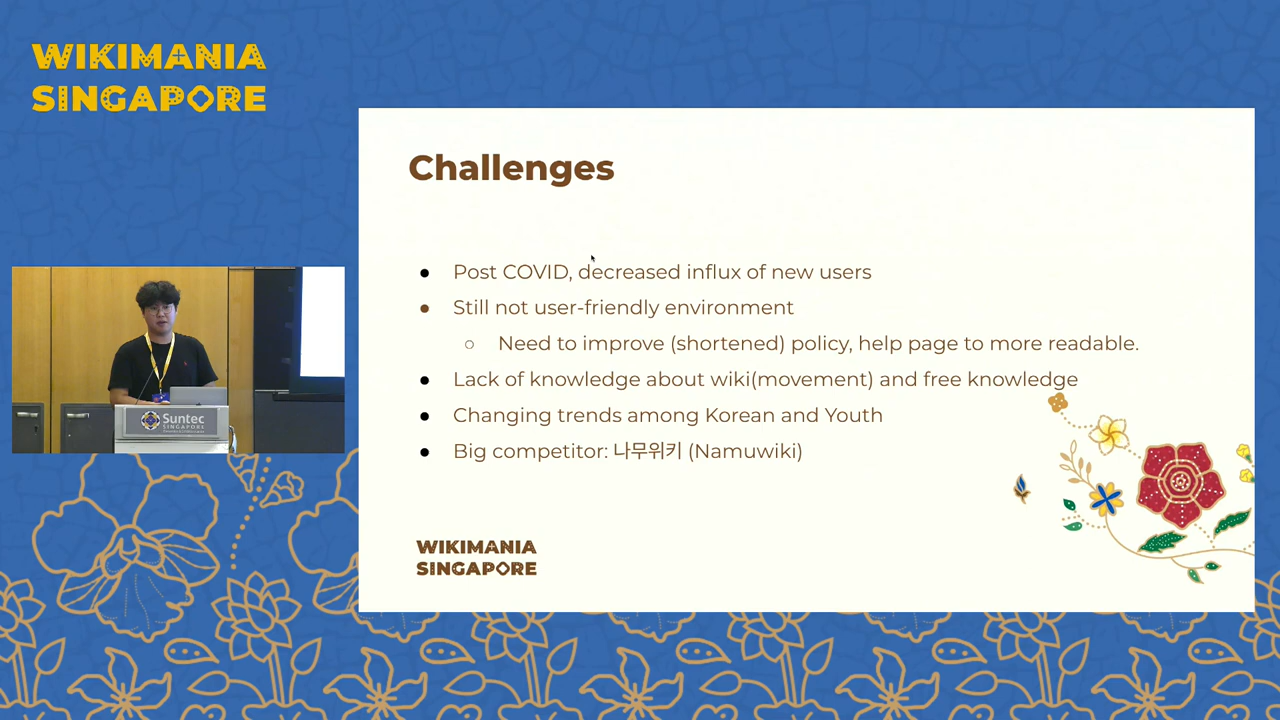 WIKIMANIA
SINGAPORE
Challenges
● Post COVID, decreased influx of new users
● Still not user-friendly environment
○ Need to improve (shortened) policy, help page to more readable.
● Lack of knowledge about wiki(movement) and free knowledge
● Changing trends among Korean and Youth
● Big competitor: 나무위키 (Namuwiki)
Suntec
SINGAPORE
WIKIMANIA
SINGAPORE